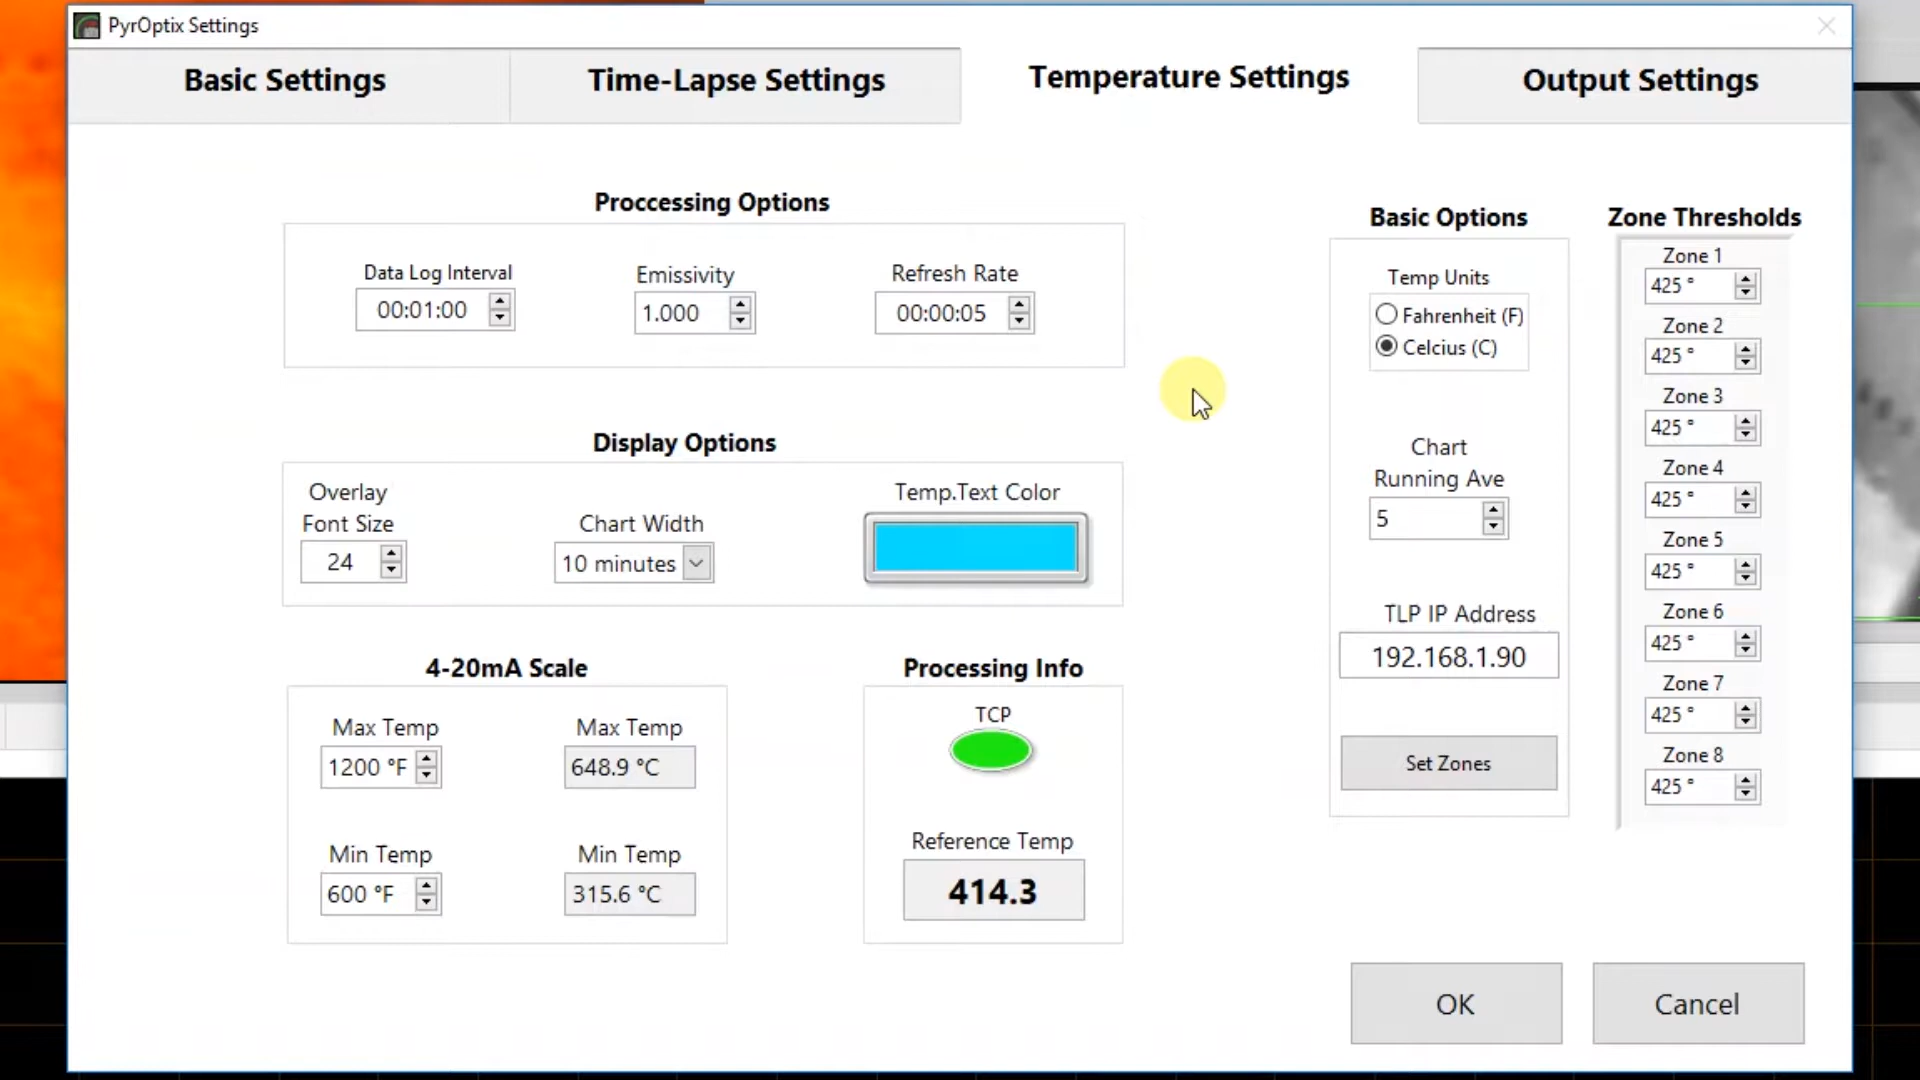 PyrOptix Settings
Basic Settings
Time-Lapse Settings
Temperature Settings
Output Settings
Proccessing Options
Data Log Interval
00:01:00
Emissivity
1.000
Refresh Rate
00:00:05
Display Options
Overlay
Font Size
24
Chart Width
10 minutes
Temp.Text Color
4-20mA Scale
Max Temp
1200 °F
Max Temp
648.9 °C
Min Temp
600 °F
Min Temp
315.6 °C
Processing Info
TCP
Reference Temp
414.3
Basic Options
Temp Units
Fahrenheit (F)
Celcius (C)
Chart
Running Ave
5
TLP IP Address
192.168.1.90
Set Zones
Zone Thresholds
Zone 1
425 °
Zone 2
425 °
Zone 3
425 °
Zone 4
425 °
Zone 5
425 °
Zone 6
425 °
Zone 7
425 °
Zone 8
425 °
OK
Cancel